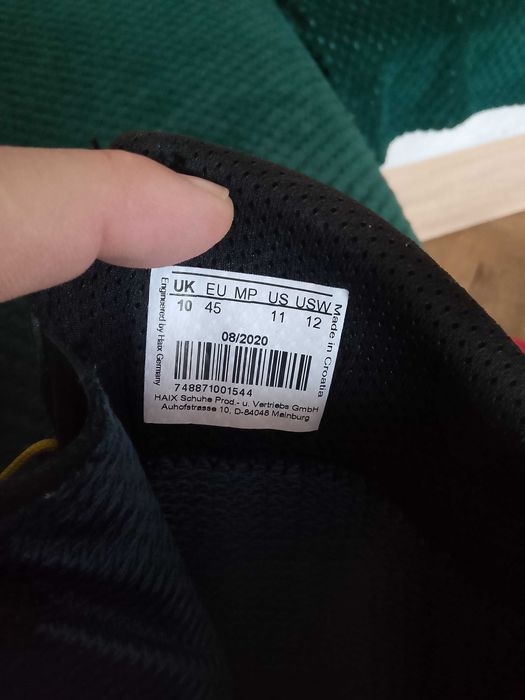 UK EU MP US USW
10 45 11 12
08/2020
748871001544
HAIX Schuhe Prod.- u. Vertriebs GmbH
Auhofstrasse 10, D-84048 Mainburg
Engineered by Haix Germany
Made in Croatia